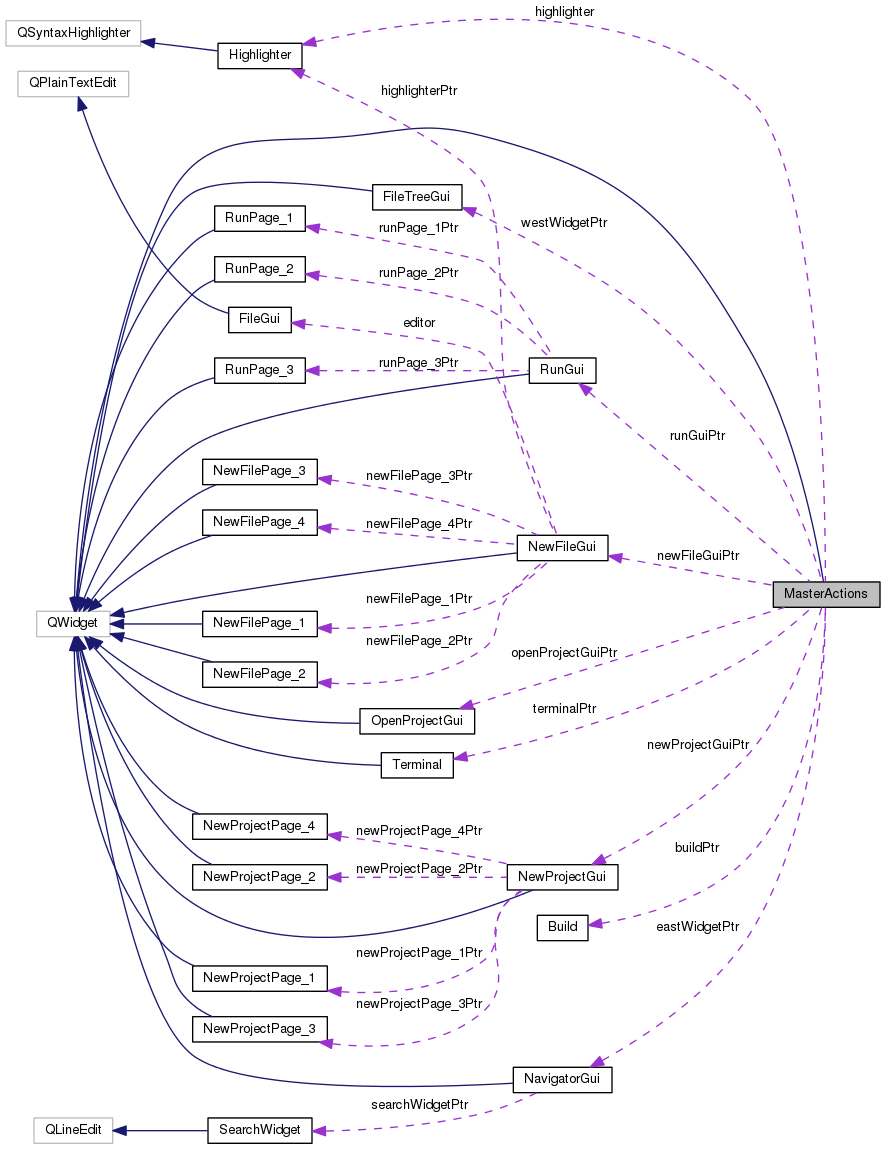 highlighter
QSyntaxHighlighter
Highlighter
QPlainTextEdit
highlighterPtr
FileTreeGui
RunPage_1
westWidgetPtr
runPage_1Ptr
RunPage_2
runPage_2Ptr
FileGui
editor
RunPage_3
runPage_3Ptr
RunGui
runGuiPtr
NewFilePage_3
newFilePage_3Ptr
NewFilePage_4
newFilePage_4Ptr
NewFileGui
newFileGuiPtr
MasterActions
newFilePage_1Ptr
QWidget
NewFilePage_1
newFilePage_2Ptr
openProjectGuiPtr
NewFilePage_2
OpenProjectGui
terminalPtr
newProjectGuiPtr
Terminal
NewProjectPage_4
newProjectPage_4Ptr
buildPtr
newProjectPage_2Ptr
NewProjectPage_2
NewProjectGui
Build
eastWidgetPtr
newProjectPage_1Ptr
NewProjectPage_1
newProjectPage_3Ptr
NewProjectPage_3
NavigatorGui
searchWidgetPtr
QLineEdit
SearchWidget